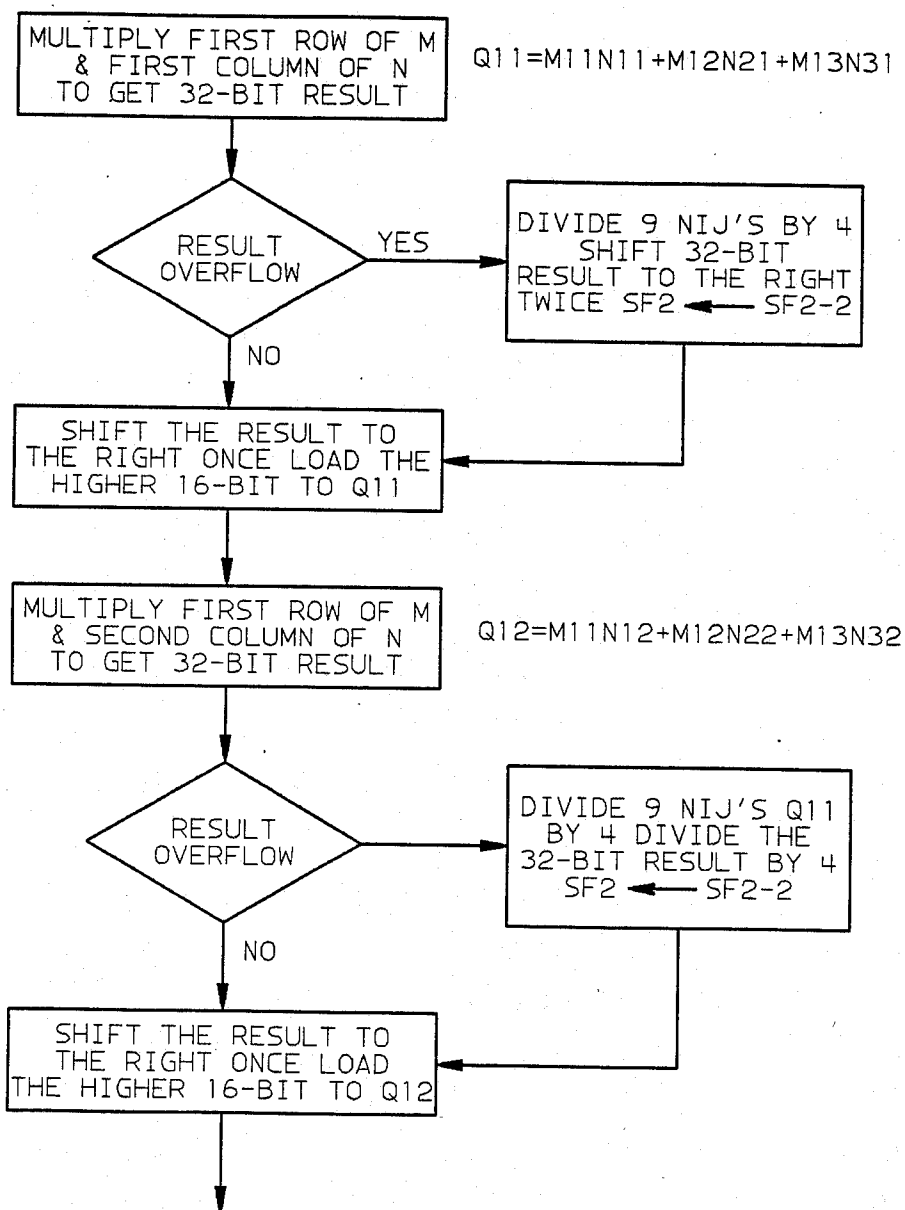 MULTIPLY FIRST ROW OF M
& FIRST COLUMN OF N
TO GET 32-BIT RESULT
Q11=M11N11+M12N21+M13N31
RESULT
OVERFLOW
YES
DIVIDE 9 NIJ'S BY 4
SHIFT 32-BIT
RESULT TO THE RIGHT
TWICE SF2 ← SF2-2
NO
SHIFT THE RESULT TO
THE RIGHT ONCE LOAD THE
HIGHER 16-BIT TO Q11
MULTIPLY FIRST ROW OF M
& SECOND COLUMN OF N
TO GET 32-BIT RESULT
Q12=M11N12+M12N22+M13N32
RESULT
OVERFLOW
DIVIDE 9 NIJ'S Q11
BY 4 DIVIDE THE
32-BIT RESULT BY 4
SF2 ← SF2-2
NO
SHIFT THE RESULT TO
THE RIGHT ONCE LOAD
THE HIGHER 16-BIT TO Q12